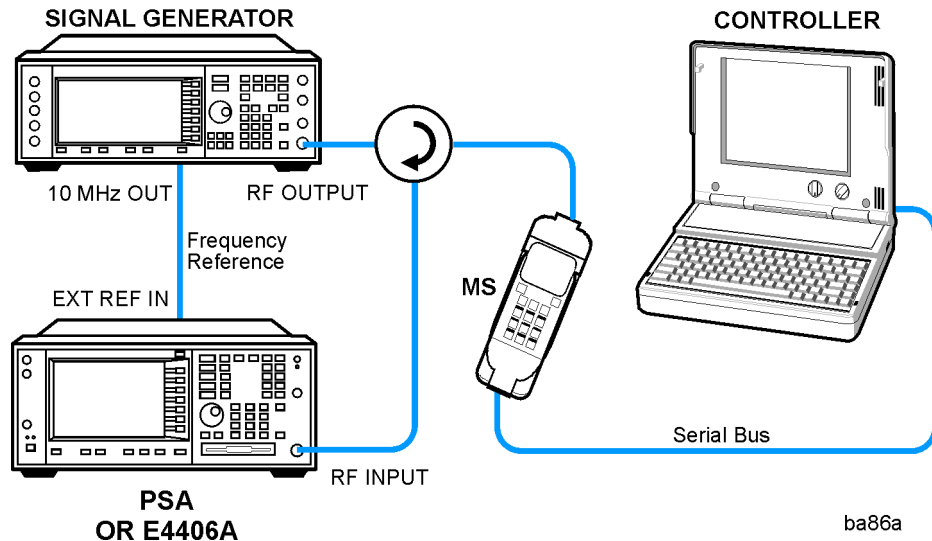 SIGNAL GENERATOR
CONTROLLER
10 MHz OUT
RF OUTPUT
Frequency
Reference
MS
EXT REF IN
Serial Bus
RF INPUT
PSA
OR E4406A
ba86a